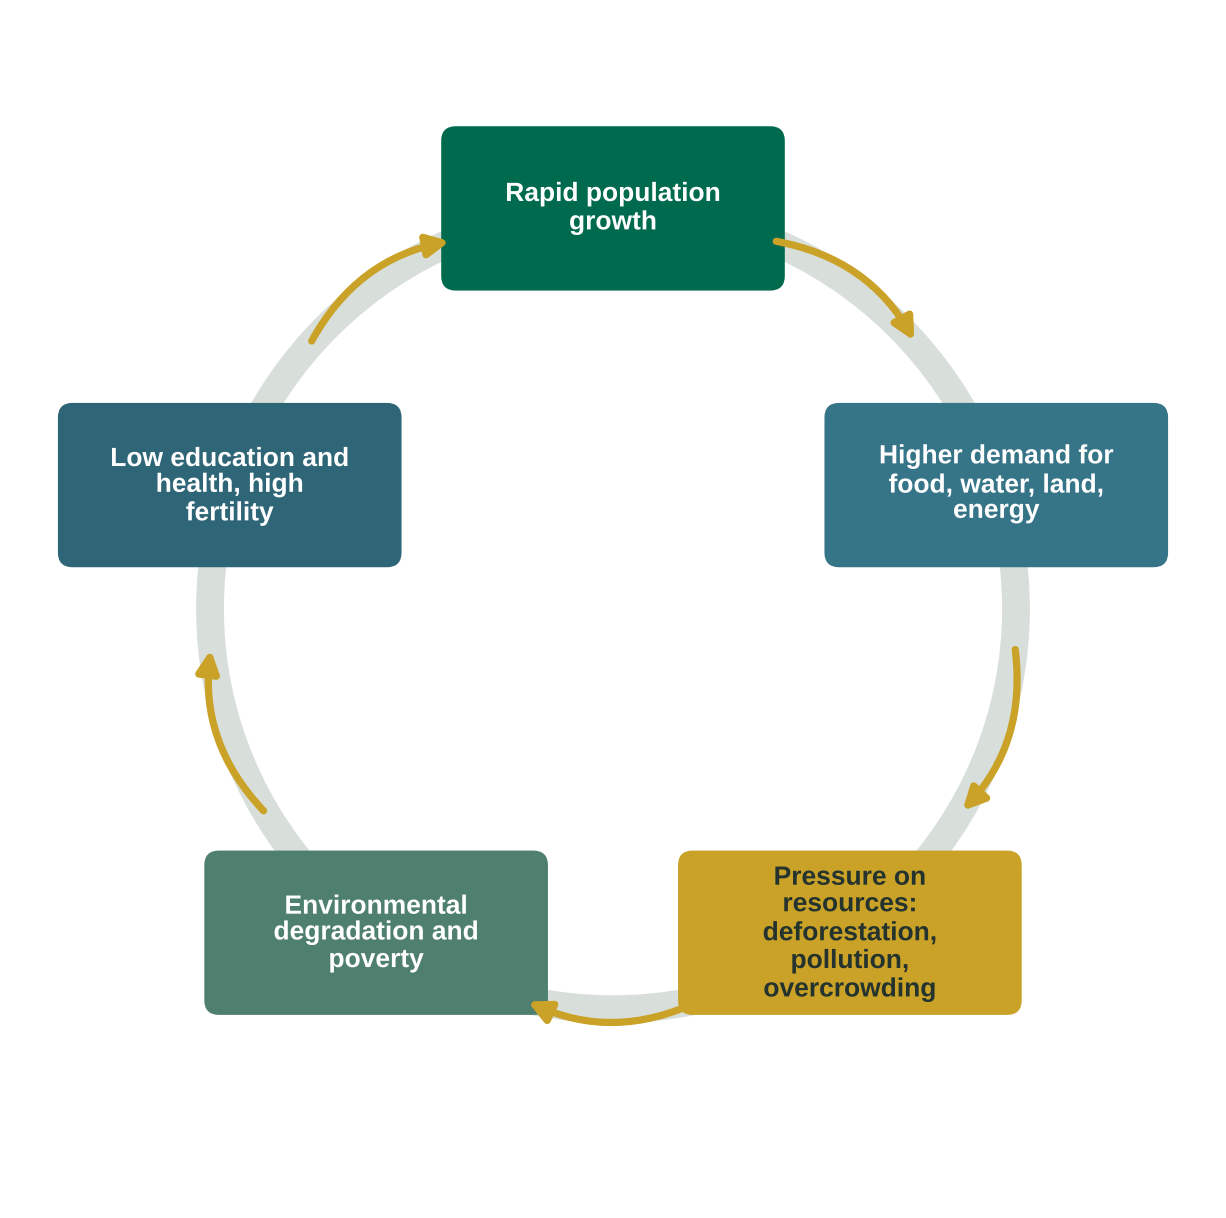 Rapid population
growth
Higher demand for
food, water, land,
energy
Pressure on
resources:
deforestation,
pollution,
overcrowding
Environmental
degradation and
poverty
Low education and
health, high
fertility